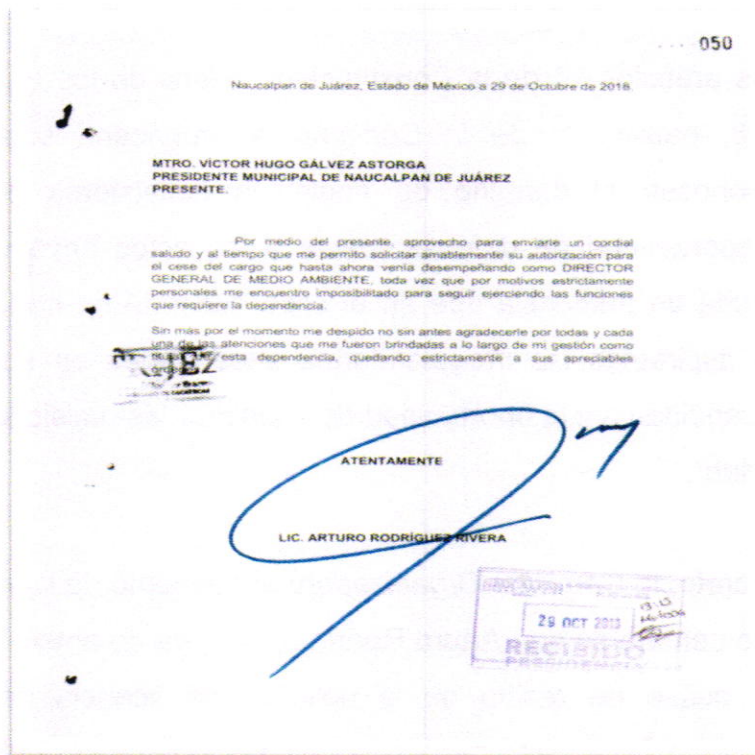 050
Naucalpan de Juárez, Estado de México a 29 de Octubre de 2018.
MTRO. VÍCTOR HUGO GÁLVEZ ASTORGA
PRESIDENTE MUNICIPAL DE NAUCALPAN DE JUÁREZ
PRESENTE.
Por medio del presente, aprovecho para enviarle un cordial
saludo y al tiempo que me permito solicitar amablemente su autorización para
el cese del cargo que hasta ahora venía desempeñando como DIRECTOR
GENERAL DE MEDIO AMBIENTE, toda vez que por motivos estrictamente
personales me encuentro imposibilitado para seguir ejerciendo las funciones
que requiere la dependencia.
Sin más por el momento me despido no sin antes agradecerle por todas y cada
una de las atenciones que me fueron brindadas a lo largo de mi gestión como
esta dependencia, quedando estrictamente a sus apreciables
ATENTAMENTE
LIC. ARTURO RODRÍGUEZ RIVERA
29 OCT 2013
RECIBIDO
PRESIDENCIA